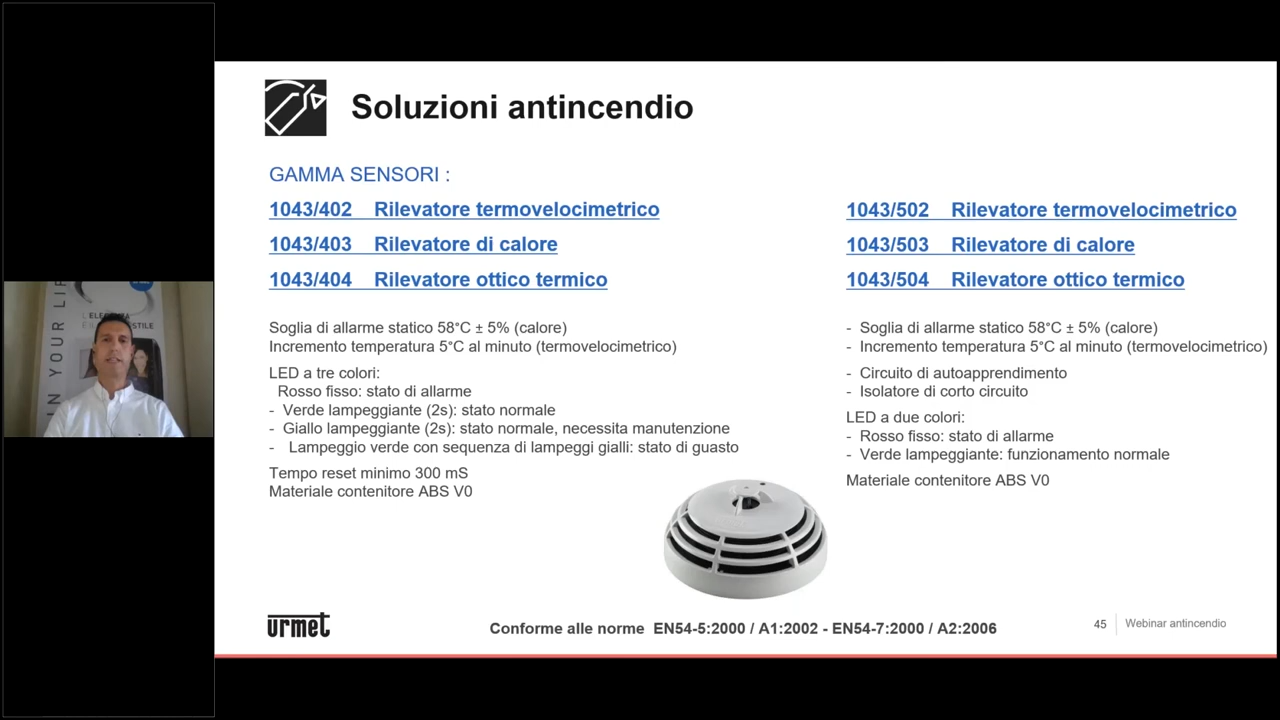 Soluzioni antincendio
GAMMA SENSORI :
1043/402 Rilevatore termovelocimetrico
1043/403 Rilevatore di calore
1043/404 Rilevatore ottico termico
Soglia di allarme statico 58°C ± 5% (calore)
Incremento temperatura 5°C al minuto (termovelocimetrico)
LED a tre colori:
Rosso fisso: stato di allarme
- Verde lampeggiante (2s): stato normale
- Giallo lampeggiante (2s): stato normale, necessita manutenzione
- Lampeggio verde con sequenza di lampeggi gialli: stato di guasto
Tempo reset minimo 300 mS
Materiale contenitore ABS V0
1043/502 Rilevatore termovelocimetrico
1043/503 Rilevatore di calore
1043/504 Rilevatore ottico termico
- Soglia di allarme statico 58°C ± 5% (calore)
- Incremento temperatura 5°C al minuto (termovelocimetrico)
- Circuito di autoapprendimento
- Isolatore di corto circuito
LED a due colori:
- Rosso fisso: stato di allarme
- Verde lampeggiante: funzionamento normale
Materiale contenitore ABS V0
urmet
Conforme alle norme EN54-5:2000 / A1:2002 - EN54-7:2000 / A2:2006
45
Webinar antincendio
IN YOUR LIF